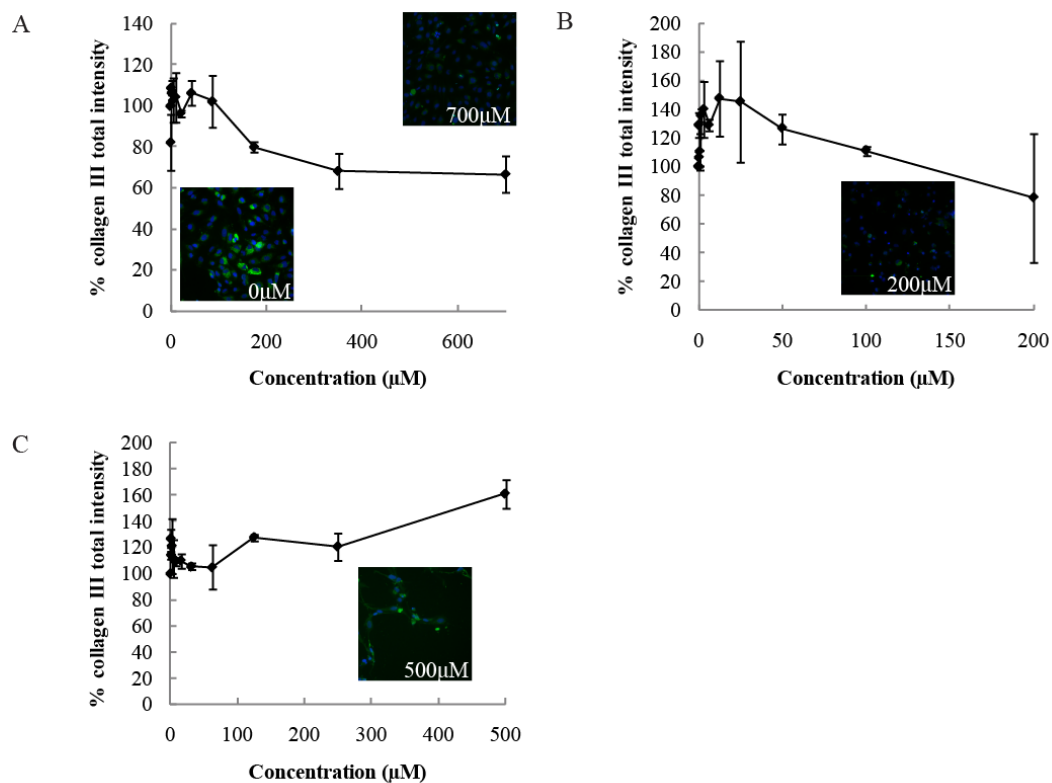 A
% collagen III total intensity
140
120
100
80
60
40
20
0
700µM
0µM
0 200 400 600
Concentration (µM)
B
% collagen III total intensity
200
180
160
140
120
100
80
60
40
20
0
200µM
0 50 100 150 200
Concentration (µM)
C
% collagen III total intensity
200
180
160
140
120
100
80
60
40
20
0
500µM
0 100 200 300 400 500
Concentration (µM)